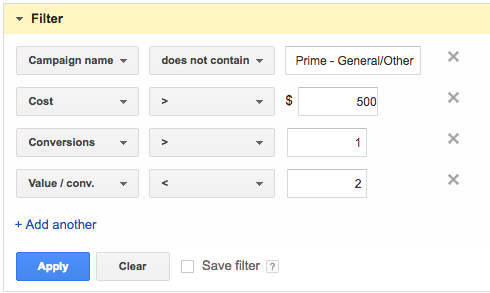 Filter
Campaign name does not contain Prime - General/Other
Cost > $ 500
Conversions > 1
Value / conv. < 2
+ Add another
Apply Clear Save filter ?